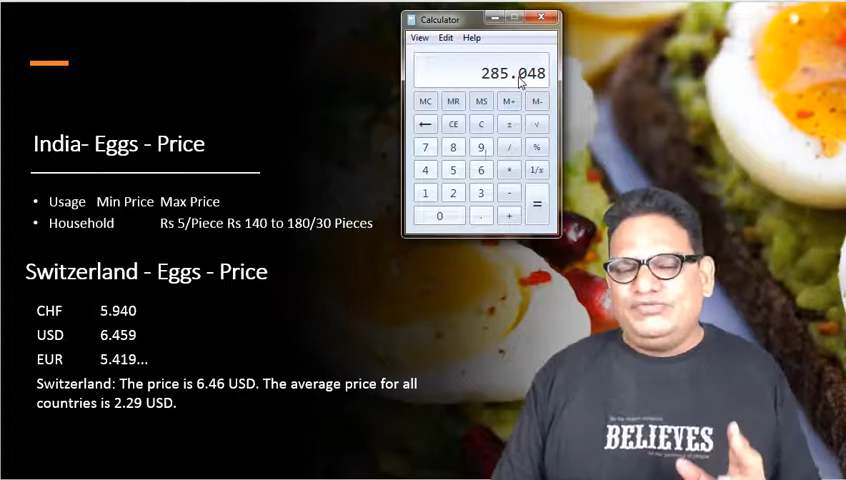 Calculator
View Edit Help
285.048
MC MR MS M+ M-
← CE C ± √
7 8 9 / %
4 5 6 * 1/x
1 2 3 - =
0 . +
India- Eggs - Price
• Usage Min Price Max Price
• Household Rs 5/Piece Rs 140 to 180/30 Pieces
Switzerland - Eggs - Price
CHF 5.940
USD 6.459
EUR 5.419...
Switzerland: The price is 6.46 USD. The average price for all
countries is 2.29 USD.
BELIEVES